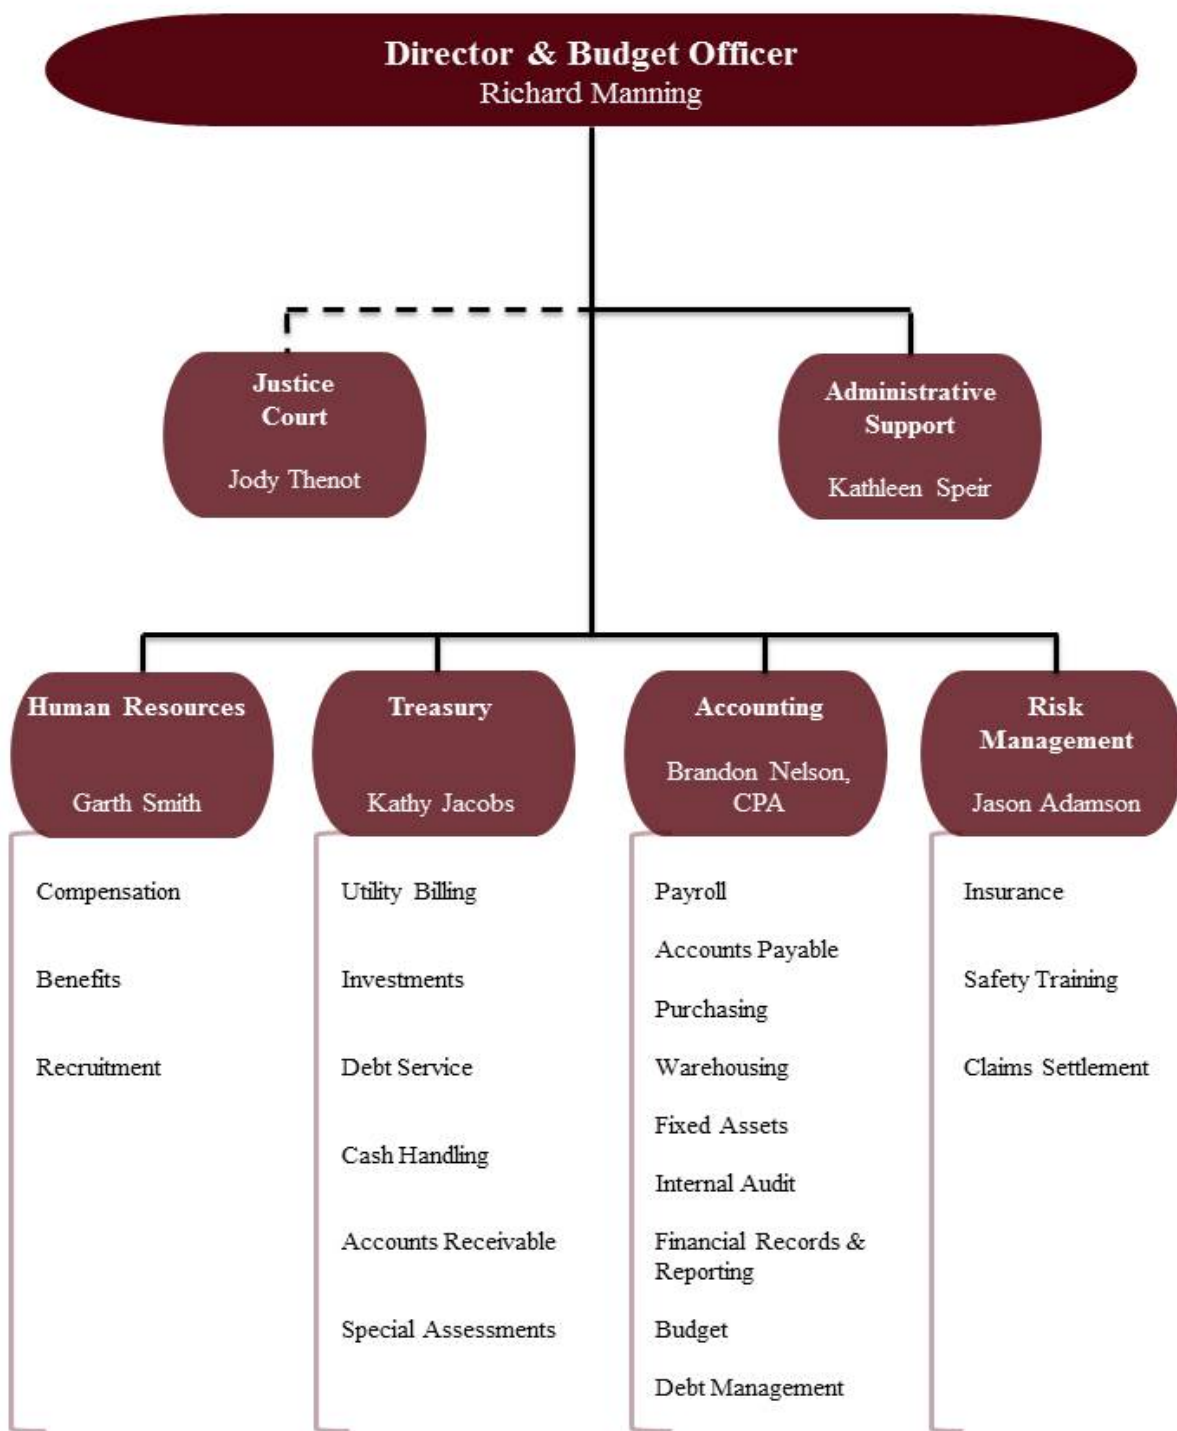 Director & Budget Officer
Richard Manning
Justice
Court
Jody Thenot
Administrative
Support
Kathleen Speir
Human Resources
Garth Smith
Treasury
Kathy Jacobs
Accounting
Brandon Nelson,
CPA
Risk
Management
Jason Adamson
Compensation
Benefits
Recruitment
Utility Billing
Investments
Debt Service
Cash Handling
Accounts Receivable
Special Assessments
Payroll
Accounts Payable
Purchasing
Warehousing
Fixed Assets
Internal Audit
Financial Records &
Reporting
Budget
Debt Management
Insurance
Safety Training
Claims Settlement